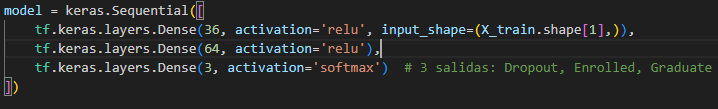 model = keras.Sequential([
    tf.keras.layers.Dense(36, activation='relu', input_shape=(X_train.shape[1],)),
    tf.keras.layers.Dense(64, activation='relu'),
    tf.keras.layers.Dense(3, activation='softmax')  # 3 salidas: Dropout, Enrolled, Graduate
])